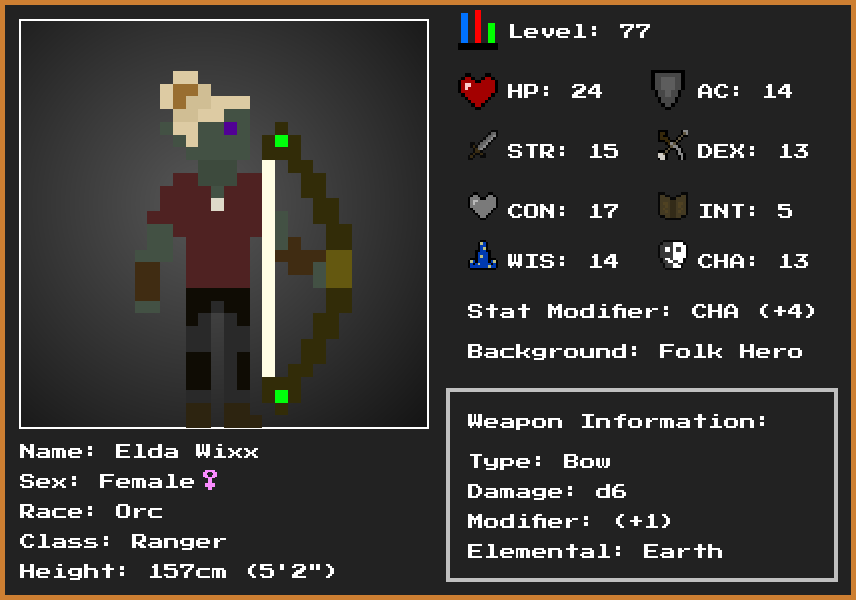 Level: 77
HP: 24
AC: 14
STR: 15
DEX: 13
CON: 17
INT: 5
WIS: 14
CHA: 13
Stat Modifier: CHA (+4)
Background: Folk Hero
Name: Elda Wixx
Sex: Female♀
Race: Orc
Class: Ranger
Height: 157cm (5'2")
Weapon Information:
Type: Bow
Damage: d6
Modifier: (+1)
Elemental: Earth